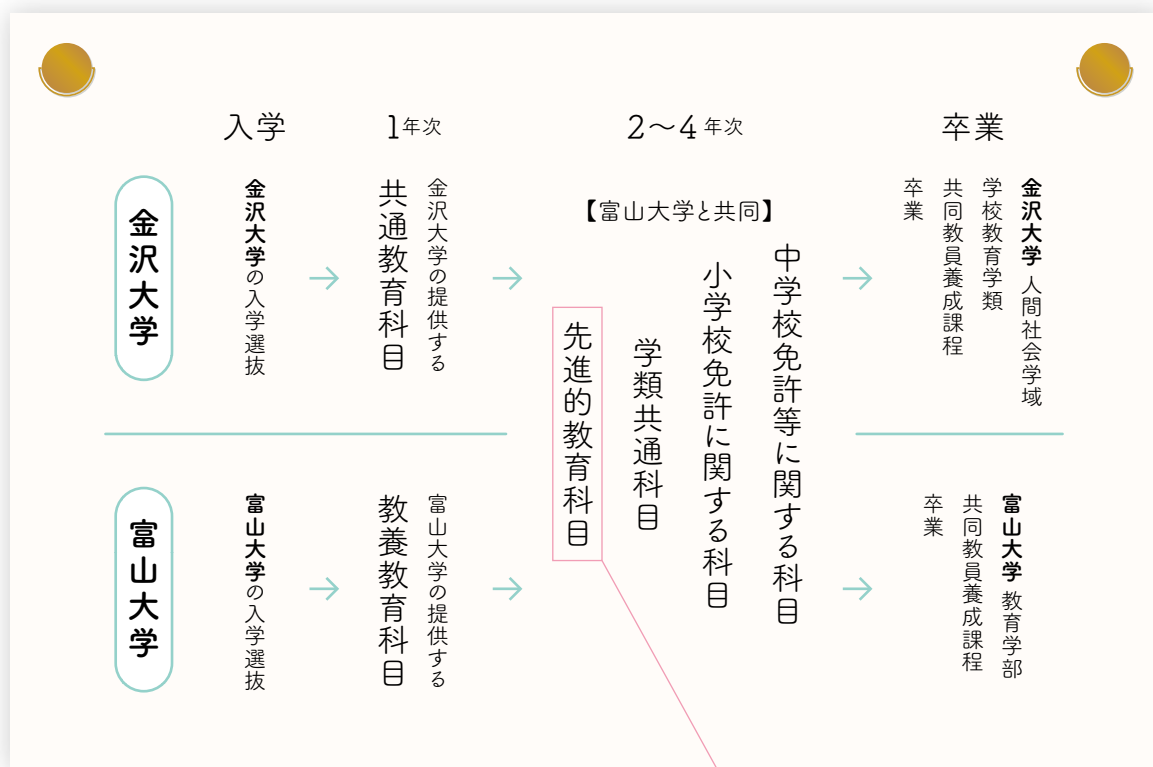 入学
1年次
2～4年次
卒業
金沢大学
金沢大学の入学選抜
金沢大学の提供する
共通教育科目
【富山大学と共同】
中学校免許等に関する科目
小学校免許に関する科目
学類共通科目
先進的教育科目
金沢大学 人間社会学域
学校教育学類
共同教員養成課程
卒業
富山大学
富山大学の入学選抜
富山大学の提供する
教養教育科目
富山大学 教育学部
共同教員養成課程
卒業